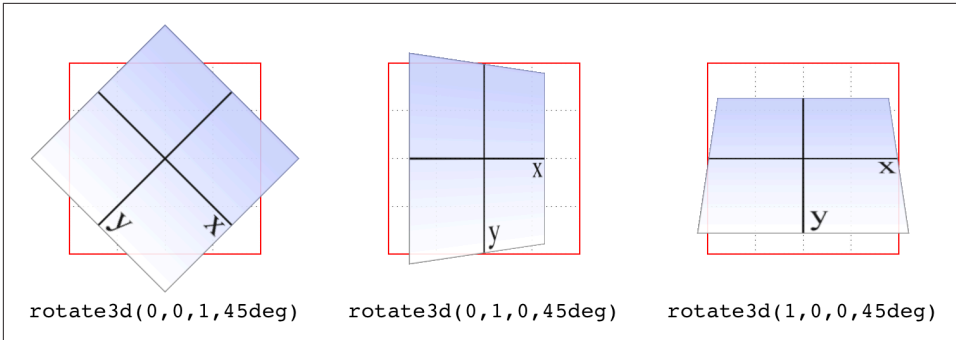 y x
x
y
x
y
rotate3d(0,0,1,45deg) rotate3d(0,1,0,45deg) rotate3d(1,0,0,45deg)